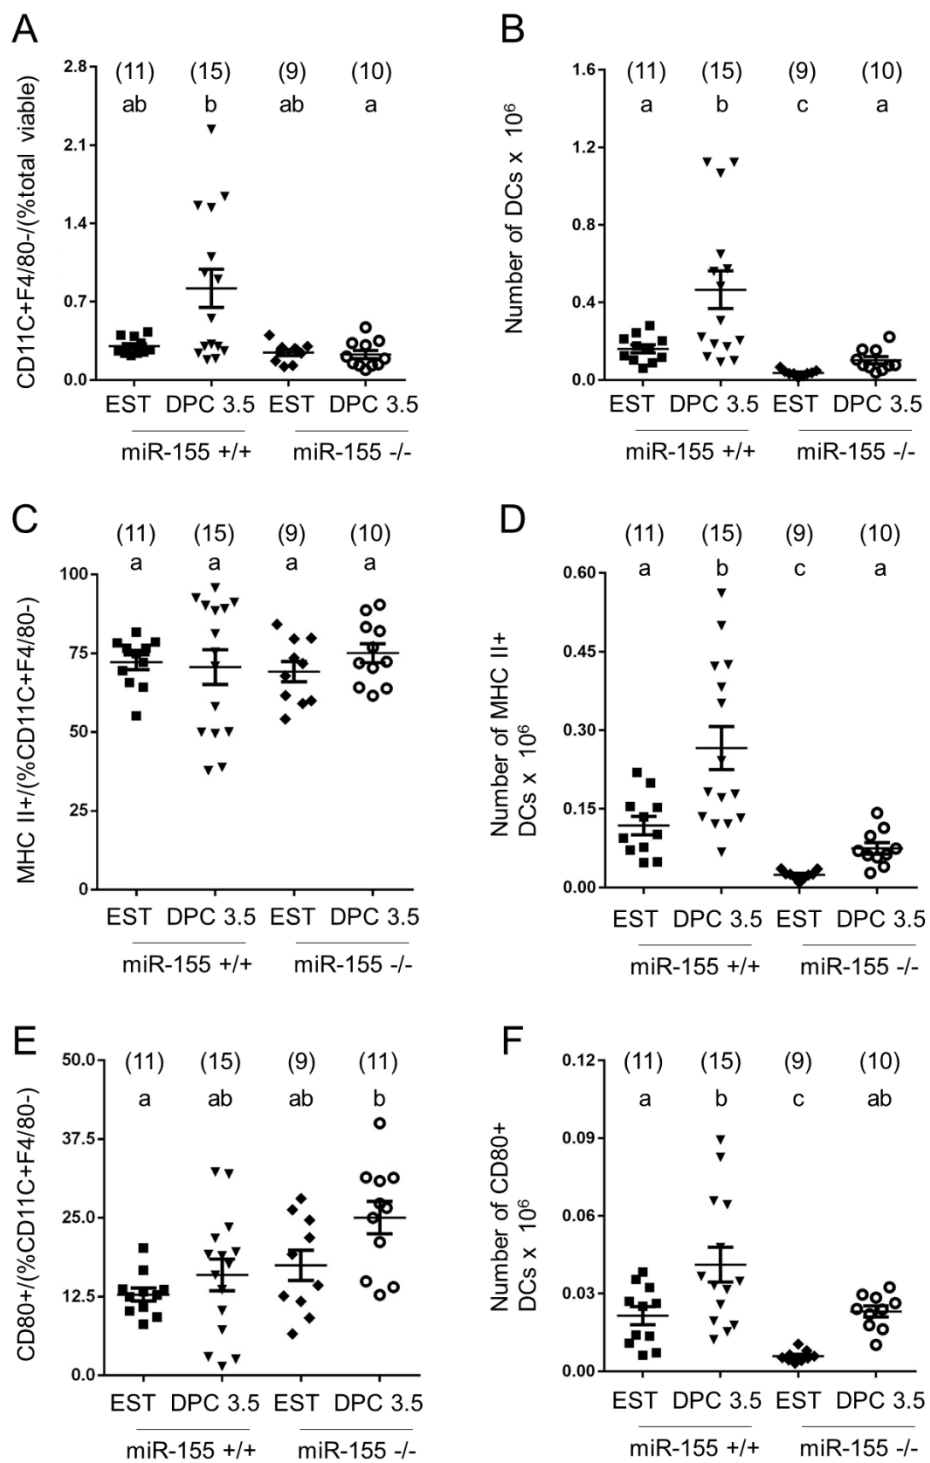 A
CD11C+F4/80-/(%total viable)
2.8
2.1
1.4
0.7
0.0
(11) (15) (9) (10)
ab b ab a
EST DPC 3.5 EST DPC 3.5
miR-155 +/+ miR-155 -/-
B
Number of DCs x 10⁶
1.6
1.2
0.8
0.4
0.0
(11) (15) (9) (10)
a b c a
EST DPC 3.5 EST DPC 3.5
miR-155 +/+ miR-155 -/-
C
MHC II+/(%CD11C+F4/80-)
100
75
50
25
0
(11) (15) (9) (10)
a a a a
EST DPC 3.5 EST DPC 3.5
miR-155 +/+ miR-155 -/-
D
Number of MHC II+
DCs x 10⁶
0.60
0.45
0.30
0.15
0.00
(11) (15) (9) (10)
a b c a
EST DPC 3.5 EST DPC 3.5
miR-155 +/+ miR-155 -/-
E
CD80+/(%CD11C+F4/80-)
50.0
37.5
25.0
12.5
0.0
(11) (15) (9) (11)
a ab ab b
EST DPC 3.5 EST DPC 3.5
miR-155 +/+ miR-155 -/-
F
Number of CD80+
DCs x 10⁶
0.12
0.09
0.06
0.03
0.00
(11) (15) (9) (10)
a b c ab
EST DPC 3.5 EST DPC 3.5
miR-155 +/+ miR-155 -/-